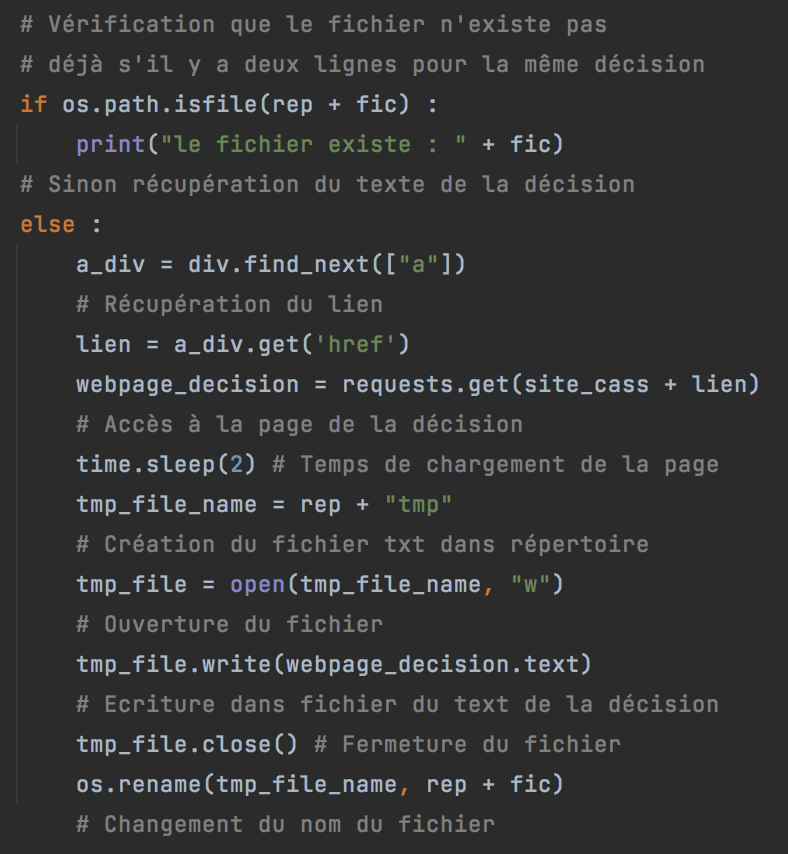 # Vérification que le fichier n'existe pas
# déjà s'il y a deux lignes pour la même décision
if os.path.isfile(rep + fic) :
    print("le fichier existe : " + fic)
# Sinon récupération du texte de la décision
else :
    a_div = div.find_next(["a"])
    # Récupération du lien
    lien = a_div.get('href')
    webpage_decision = requests.get(site_cass + lien)
    # Accès à la page de la décision
    time.sleep(2) # Temps de chargement de la page
    tmp_file_name = rep + "tmp"
    # Création du fichier txt dans répertoire
    tmp_file = open(tmp_file_name, "w")
    # Ouverture du fichier
    tmp_file.write(webpage_decision.text)
    # Ecriture dans fichier du text de la décision
    tmp_file.close() # Fermeture du fichier
    os.rename(tmp_file_name, rep + fic)
    # Changement du nom du fichier